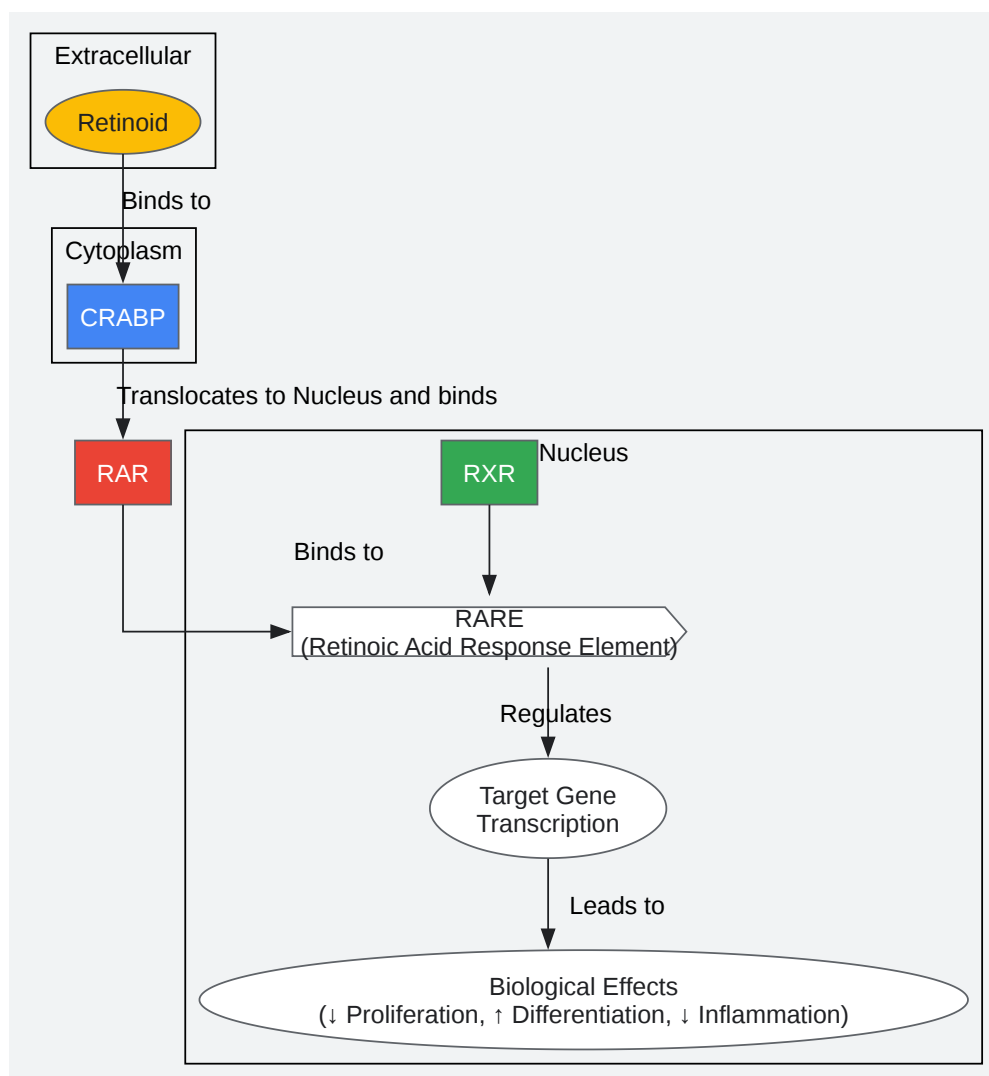 Extracellular
Retinoid
Binds to
Cytoplasm
CRABP
Translocates to Nucleus and binds
RAR
RXR
Nucleus
Binds to
RARE
(Retinoic Acid Response Element)
Regulates
Target Gene
Transcription
Leads to
Biological Effects
(↓ Proliferation, ↑ Differentiation, ↓ Inflammation)